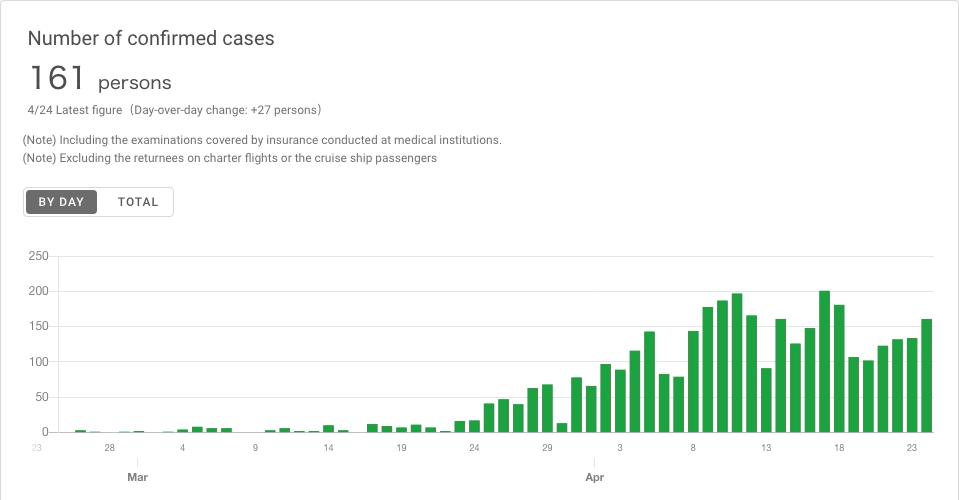 Number of confirmed cases
161 persons
4/24 Latest figure（Day-over-day change: +27 persons）
(Note) Including the examinations covered by insurance conducted at medical institutions.
(Note) Excluding the returnees on charter flights or the cruise ship passengers
BY DAY TOTAL
250
200
150
100
50
0
23 28 4 9 14 19 24 29 3 8 13 18 23
Mar Apr